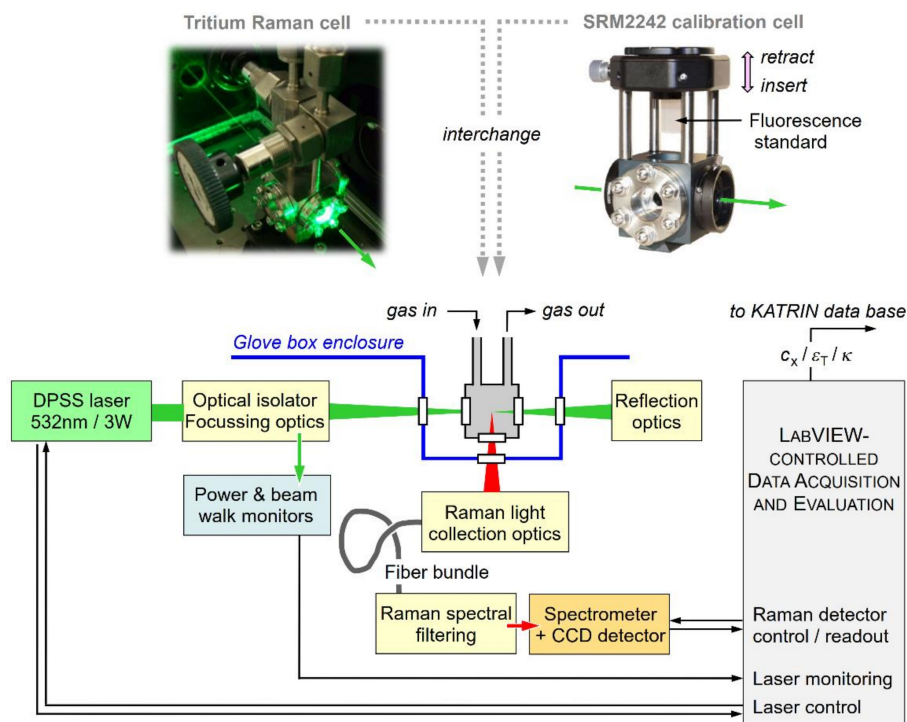 Tritium Raman cell
SRM2242 calibration cell
retract
insert
Fluorescence
standard
interchange
gas in
gas out
to KATRIN data base
Glove box enclosure
cₓ / εT / κ
DPSS laser
532nm / 3W
Optical isolator
Focussing optics
Reflection
optics
LABVIEW-
CONTROLLED
DATA ACQUISITION
AND EVALUATION
Power & beam
walk monitors
Raman light
collection optics
Fiber bundle
Raman spectral
filtering
Spectrometer
+ CCD detector
Raman detector
control / readout
Laser monitoring
Laser control